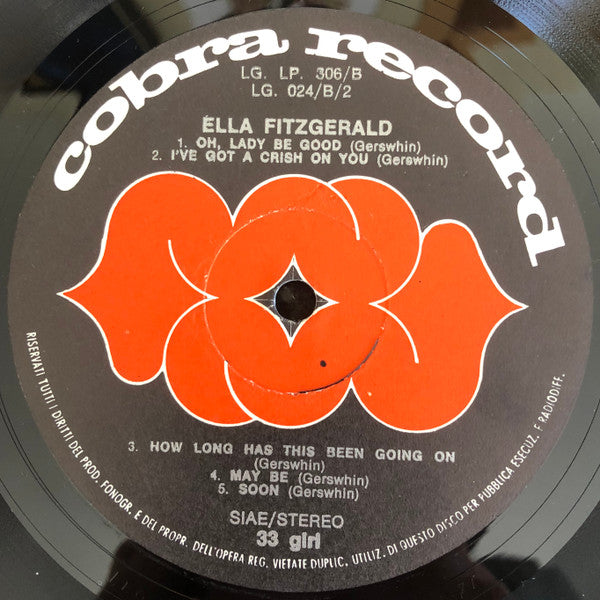 cobra record
LG. LP. 306/B
LG. 024/B/2
ELLA FITZGERALD
1. OH, LADY BE GOOD (Gerswhin)
2. I'VE GOT A CRISH ON YOU (Gerswhin)
3. HOW LONG HAS THIS BEEN GOING ON
(Gerswhin)
4. MAY BE (Gerswhin)
5. SOON (Gerswhin)
SIAE/STEREO
33 giri
RISERVATI TUTTI I DIRITTI DEL PROD. FONOGR. E DEL PROPR. DELL'OPERA REG. VIETATE DUPLIC. UTILIZ. DI QUESTO DISCO PER PUBBLICA ESECUZ. E RADIODIFF.